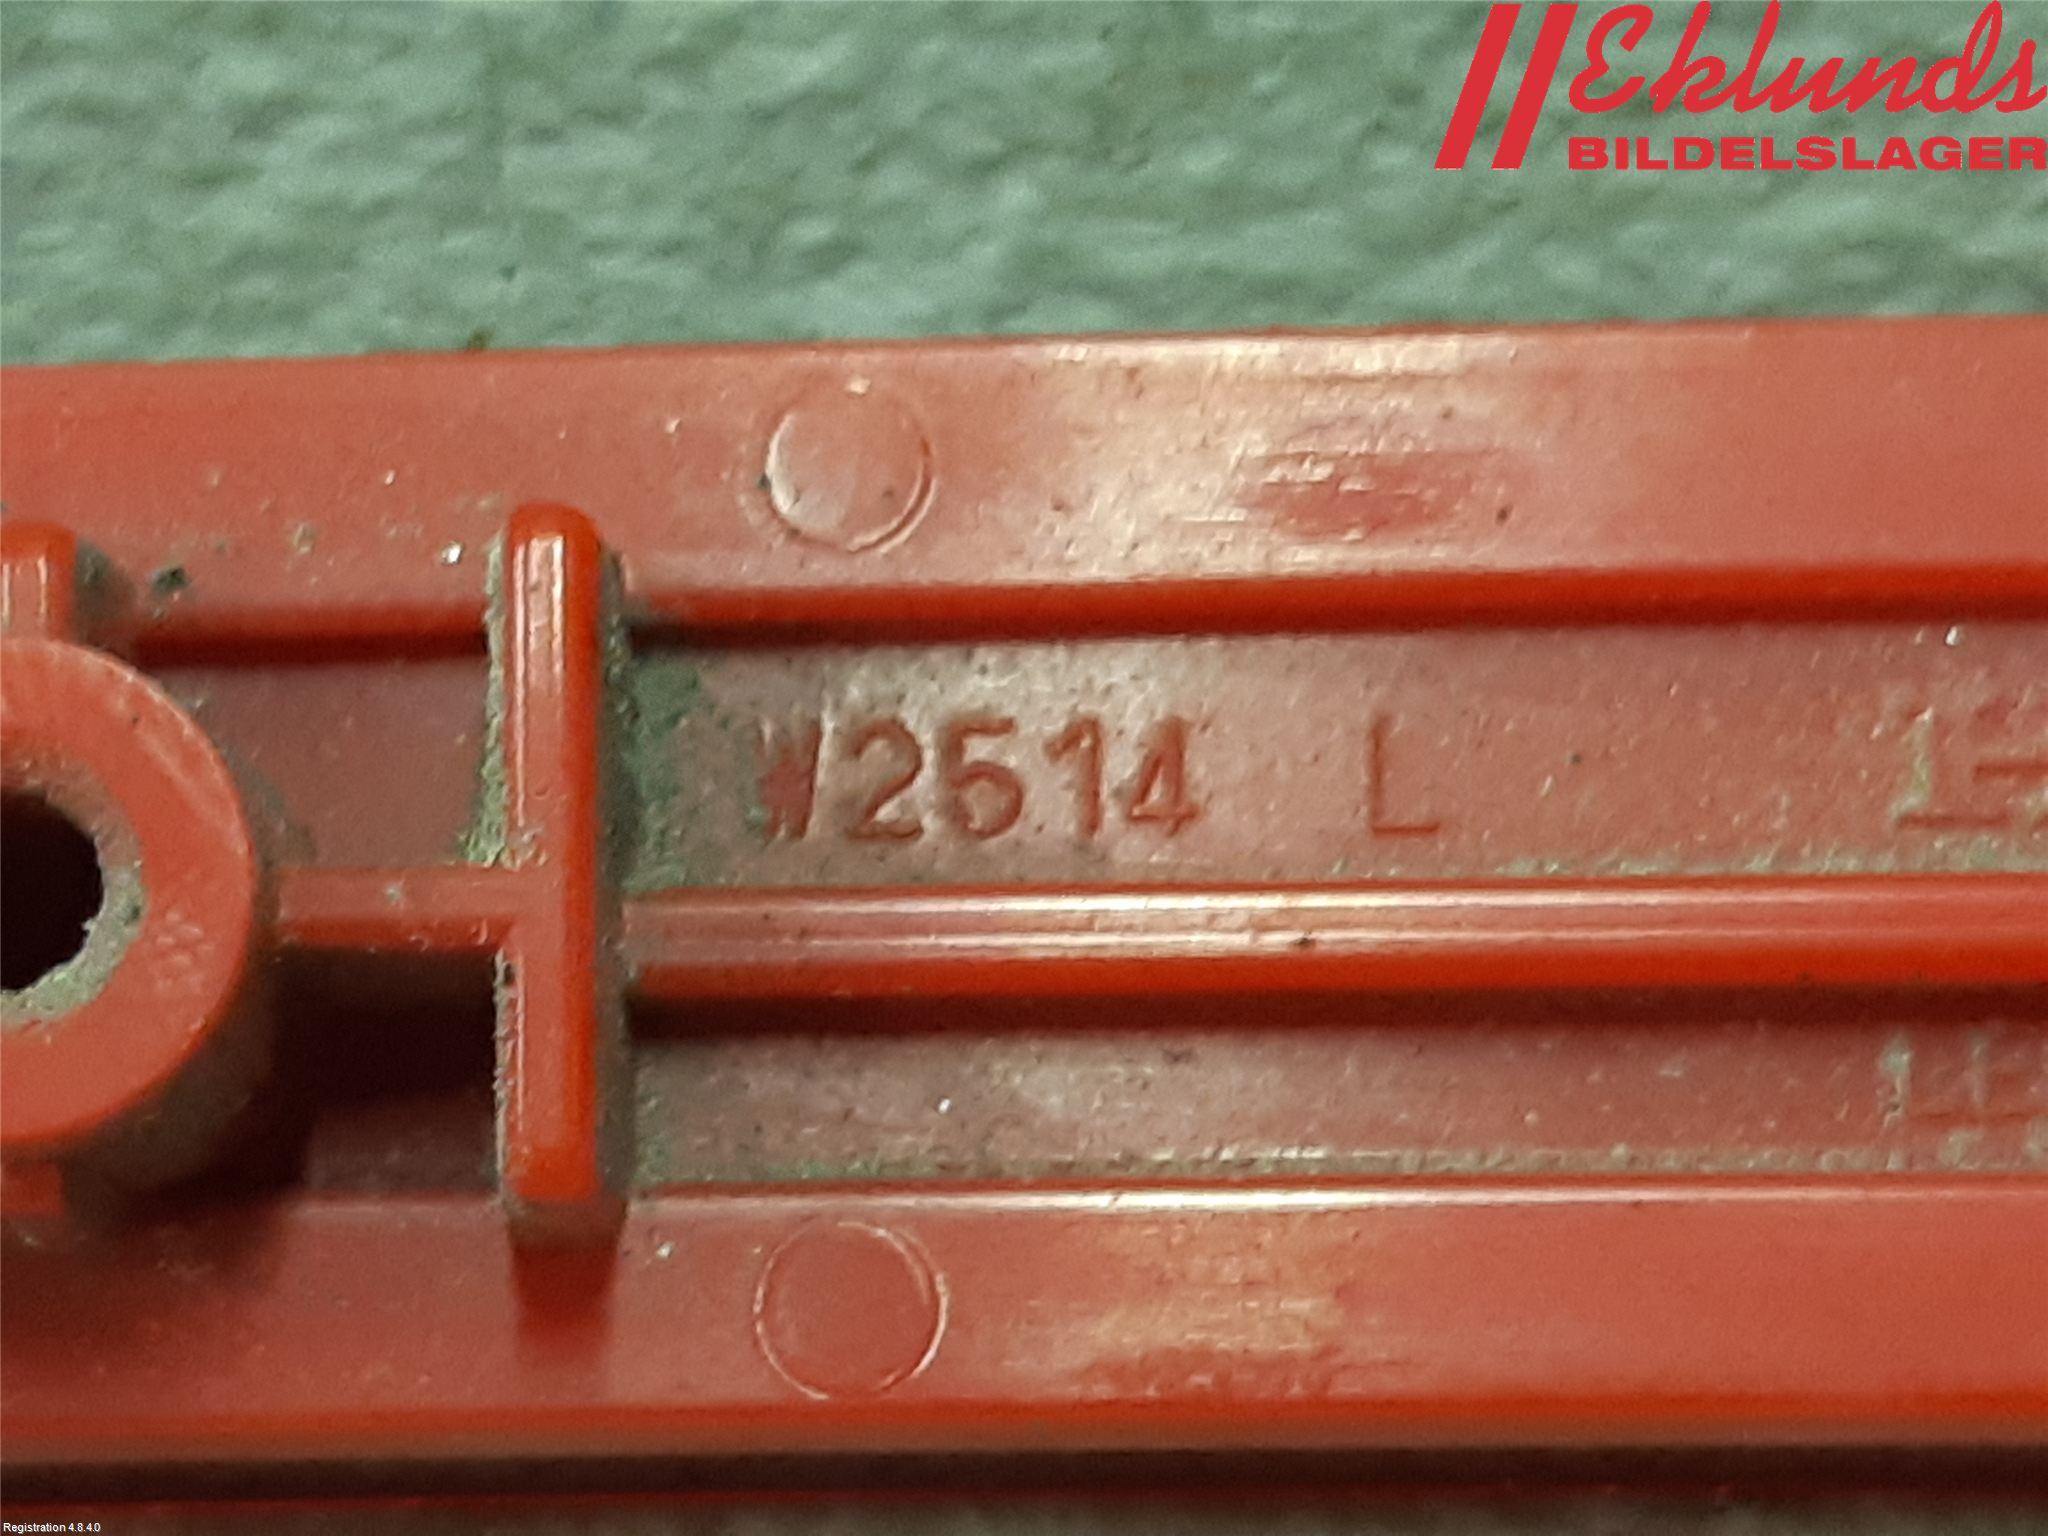 Eklunds
BILDELSLAGER
W2514 L
Registration 4.8.4.0